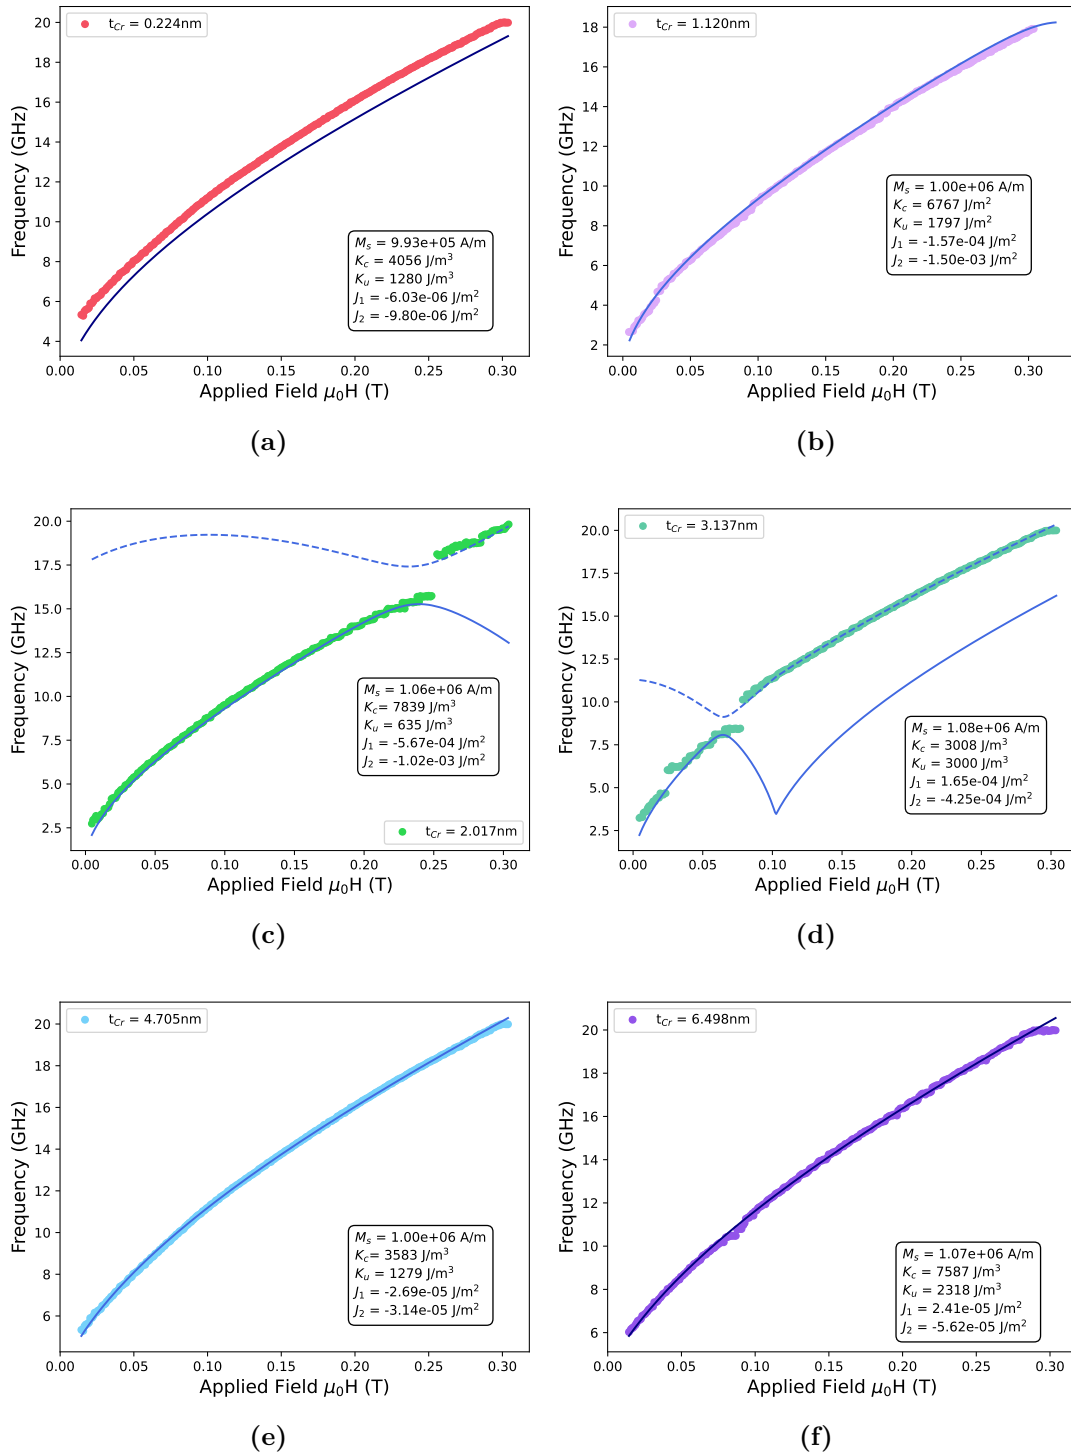 t_Cr = 0.224nm
Frequency (GHz)
20
18
16
14
12
10
8
6
4
M_s = 9.93e+05 A/m
K_c = 4056 J/m³
K_u = 1280 J/m³
J_1 = -6.03e-06 J/m²
J_2 = -9.80e-06 J/m²
0.00 0.05 0.10 0.15 0.20 0.25 0.30
Applied Field μ₀H (T)
(a)
t_Cr = 1.120nm
Frequency (GHz)
18
16
14
12
10
8
6
4
2
M_s = 1.00e+06 A/m
K_c = 6767 J/m²
K_u = 1797 J/m²
J_1 = -1.57e-04 J/m²
J_2 = -1.50e-03 J/m²
0.00 0.05 0.10 0.15 0.20 0.25 0.30
Applied Field μ₀H (T)
(b)
Frequency (GHz)
20.0
17.5
15.0
12.5
10.0
7.5
5.0
2.5
M_s = 1.06e+06 A/m
K_c= 7839 J/m³
K_u = 635 J/m³
J_1 = -5.67e-04 J/m²
J_2 = -1.02e-03 J/m²
t_Cr = 2.017nm
0.00 0.05 0.10 0.15 0.20 0.25 0.30
Applied Field μ₀H (T)
(c)
t_Cr = 3.137nm
Frequency (GHz)
20.0
17.5
15.0
12.5
10.0
7.5
5.0
2.5
M_s = 1.08e+06 A/m
K_c = 3008 J/m³
K_u = 3000 J/m³
J_1 = 1.65e-04 J/m²
J_2 = -4.25e-04 J/m²
0.00 0.05 0.10 0.15 0.20 0.25 0.30
Applied Field μ₀H (T)
(d)
t_Cr = 4.705nm
Frequency (GHz)
20
18
16
14
12
10
8
6
M_s = 1.00e+06 A/m
K_c= 3583 J/m³
K_u = 1279 J/m³
J_1 = -2.69e-05 J/m²
J_2 = -3.14e-05 J/m²
0.00 0.05 0.10 0.15 0.20 0.25 0.30
Applied Field μ₀H (T)
(e)
t_Cr = 6.498nm
Frequency (GHz)
20
18
16
14
12
10
8
6
M_s = 1.07e+06 A/m
K_c = 7587 J/m³
K_u = 2318 J/m³
J_1 = 2.41e-05 J/m²
J_2 = -5.62e-05 J/m²
0.00 0.05 0.10 0.15 0.20 0.25 0.30
Applied Field μ₀H (T)
(f)